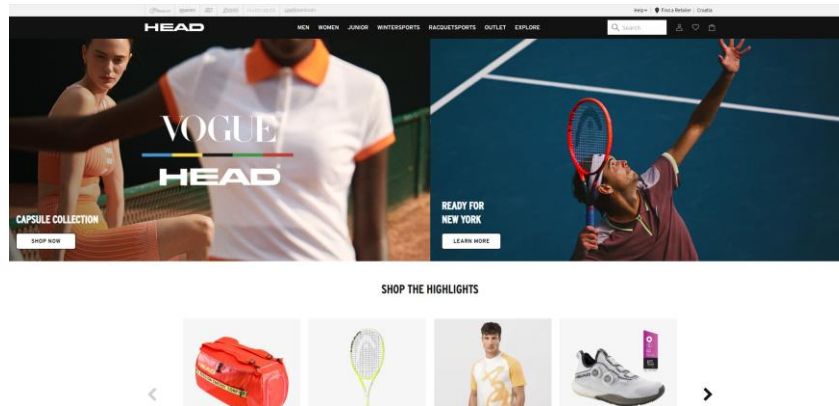 Help
Find a Retailer
Croatia
HEAD
MEN WOMEN JUNIOR WINTERSPORTS RACQUETSPORTS OUTLET EXPLORE
Search
VOGUE
HEAD
CAPSULE COLLECTION
SHOP NOW
READY FOR
NEW YORK
LEARN MORE
SHOP THE HIGHLIGHTS